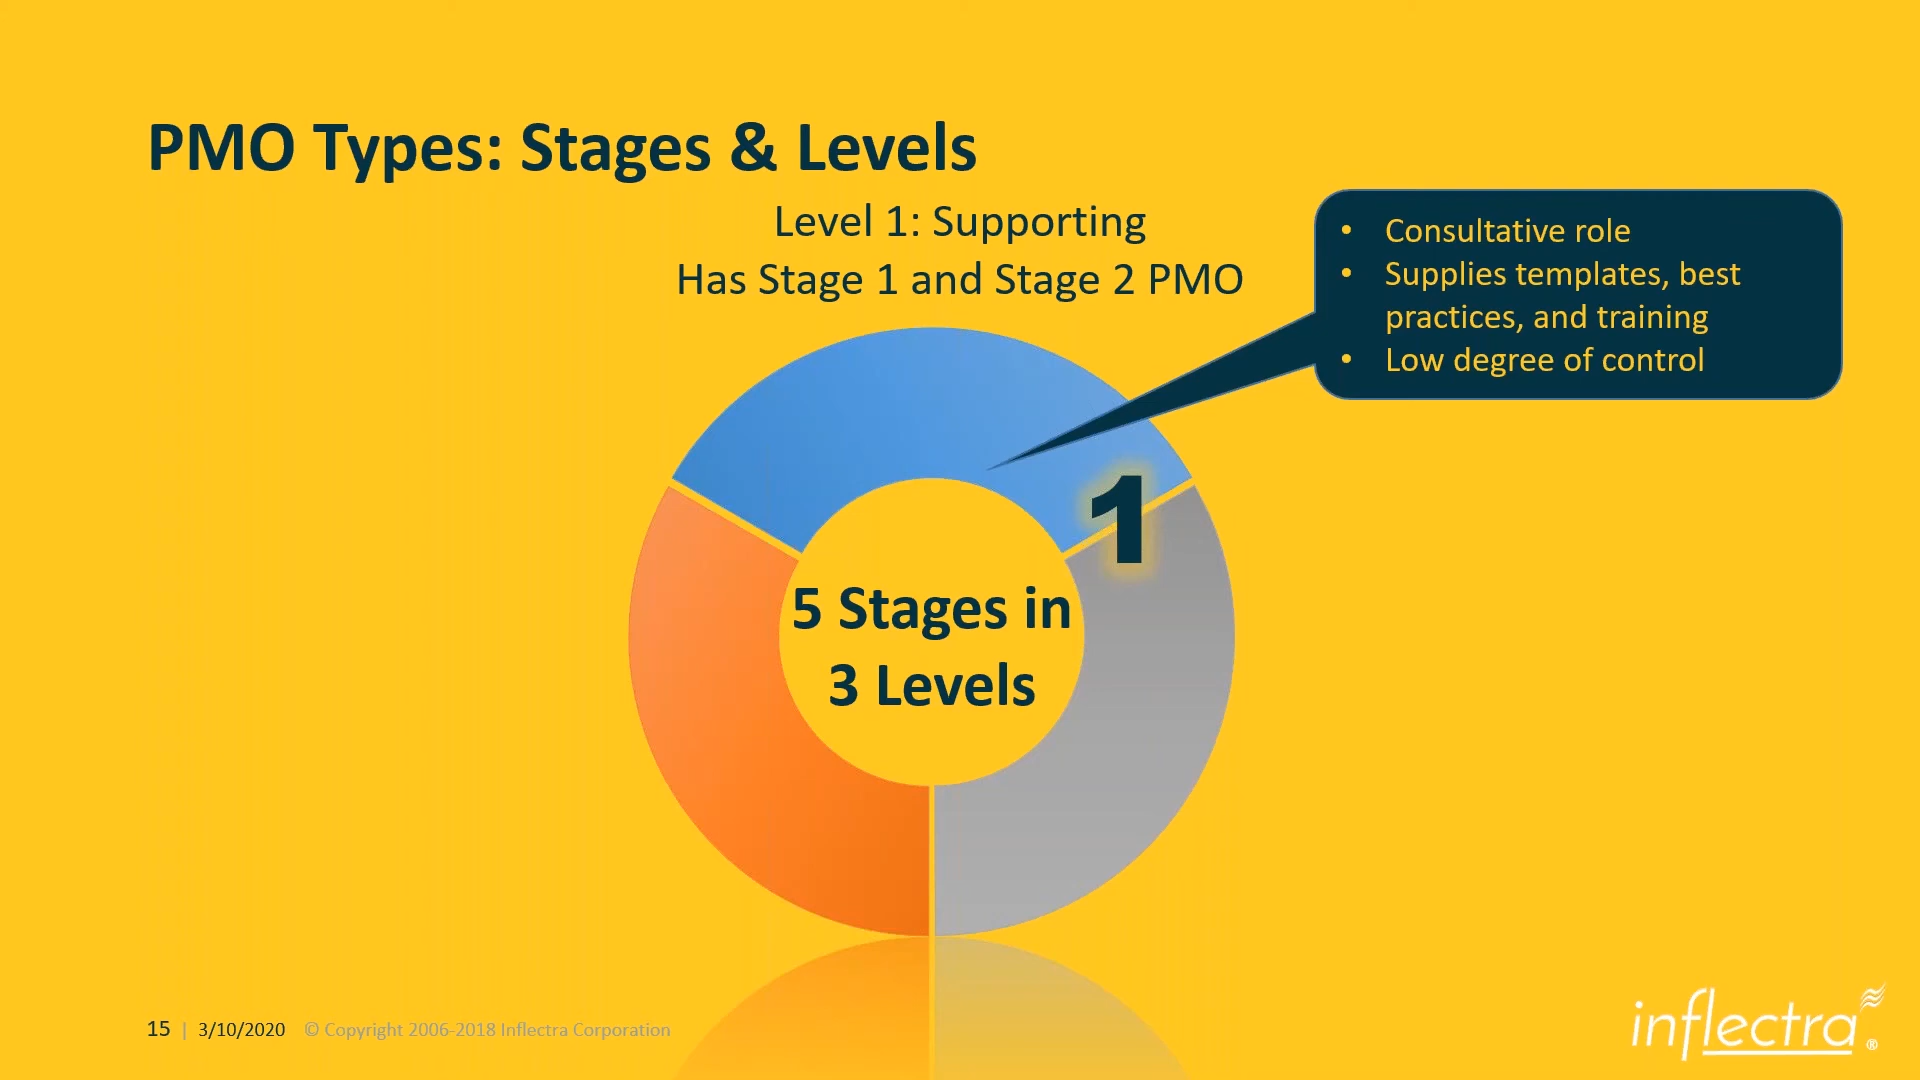 PMO Types: Stages & Levels
Level 1: Supporting
Has Stage 1 and Stage 2 PMO
• Consultative role
• Supplies templates, best
practices, and training
• Low degree of control
1
5 Stages in
3 Levels
15 | 3/10/2020 © Copyright 2006-2018 Inflectra Corporation
inflectra®